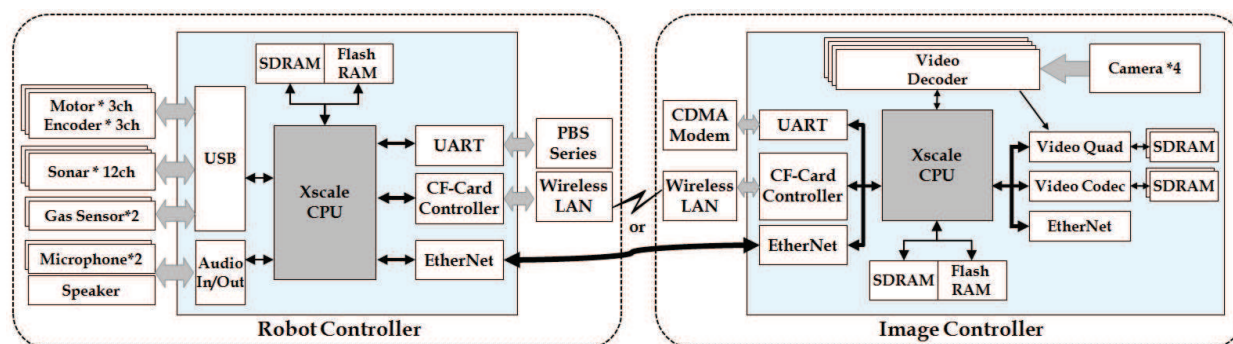 SDRAM
Flash
RAM
Motor * 3ch
Encoder * 3ch
Sonar * 12ch
Gas Sensor*2
Microphone*2
Speaker
USB
Audio
In/Out
Xscale
CPU
UART
CF-Card
Controller
EtherNet
PBS
Series
Wireless
LAN
Robot Controller
or
CDMA
Modem
Wireless
LAN
UART
CF-Card
Controller
EtherNet
Video
Decoder
Camera *4
Xscale
CPU
Video Quad
SDRAM
Video Codec
SDRAM
EtherNet
SDRAM
Flash
RAM
Image Controller